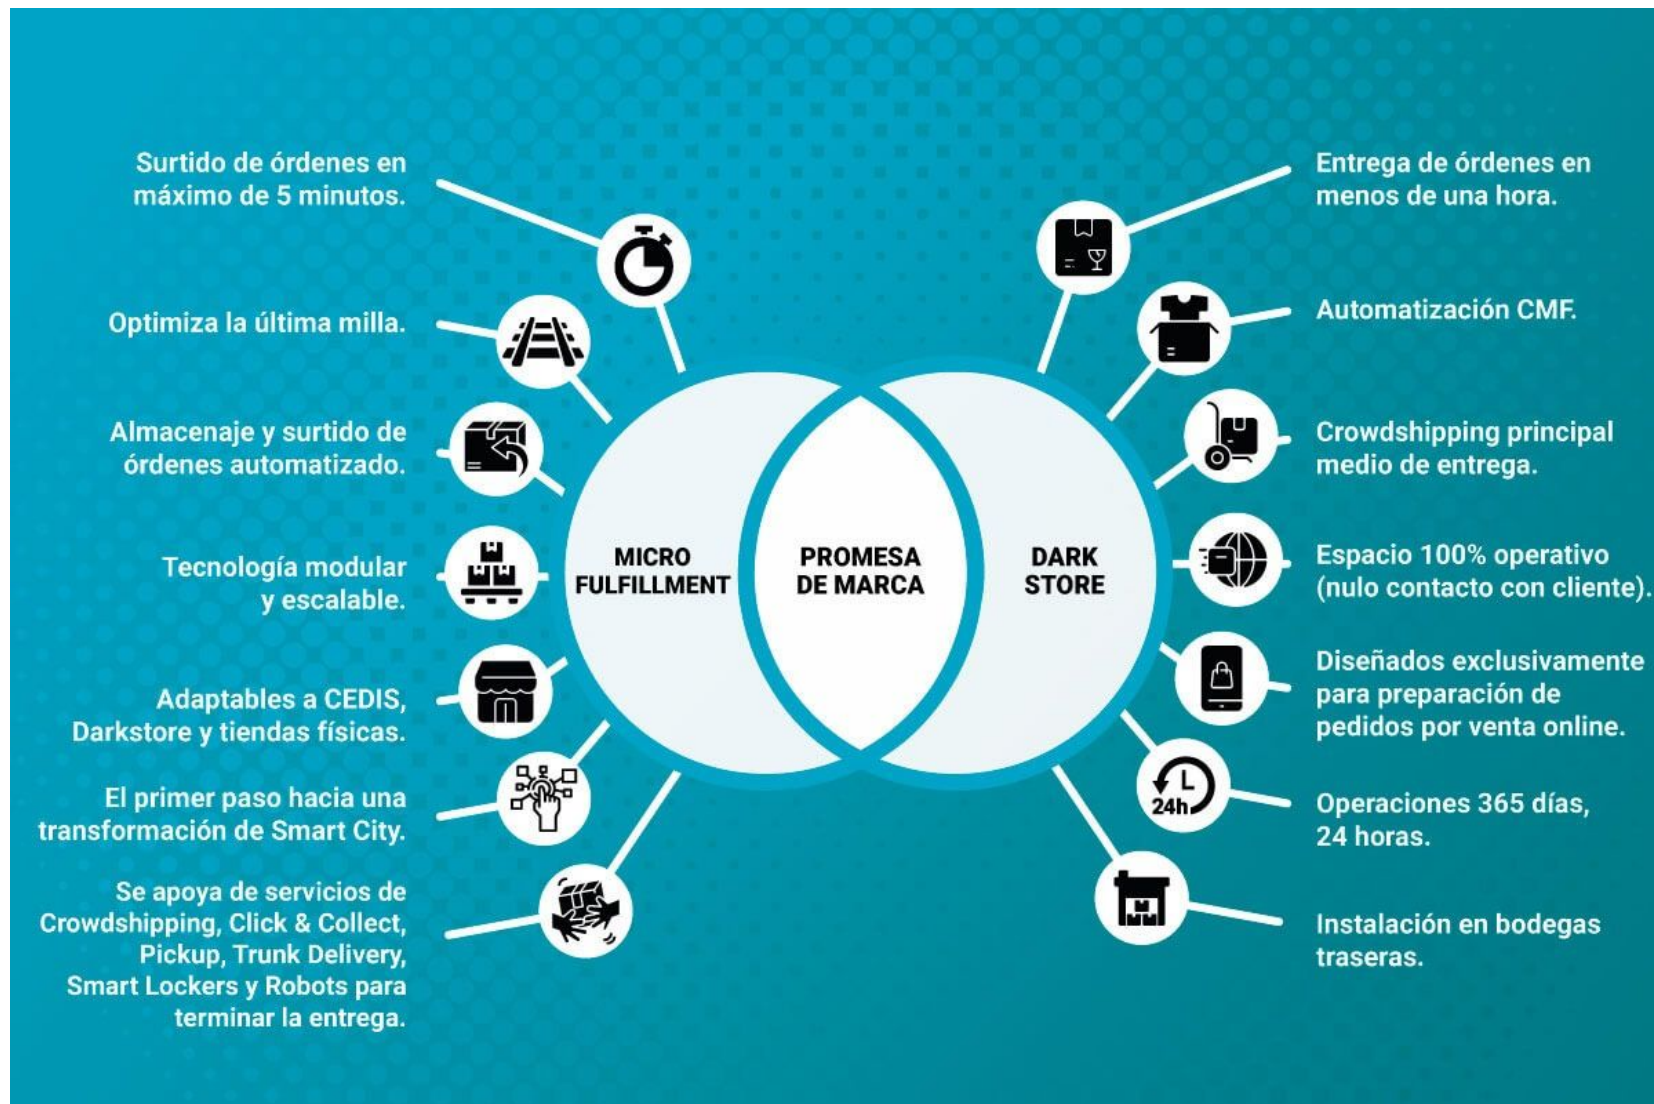 Surtido de órdenes en
máximo de 5 minutos.
Optimiza la última milla.
Almacenaje y surtido de
órdenes automatizado.
Tecnología modular
y escalable.
Adaptables a CEDIS,
Darkstore y tiendas físicas.
El primer paso hacia una
transformación de Smart City.
Se apoya de servicios de
Crowdshipping, Click & Collect,
Pickup, Trunk Delivery,
Smart Lockers y Robots para
terminar la entrega.
MICRO
FULFILLMENT
PROMESA
DE MARCA
DARK
STORE
Entrega de órdenes en
menos de una hora.
Automatización CMF.
Crowdshipping principal
medio de entrega.
Espacio 100% operativo
(nulo contacto con cliente).
Diseñados exclusivamente
para preparación de
pedidos por venta online.
24h
Operaciones 365 días,
24 horas.
Instalación en bodegas
traseras.